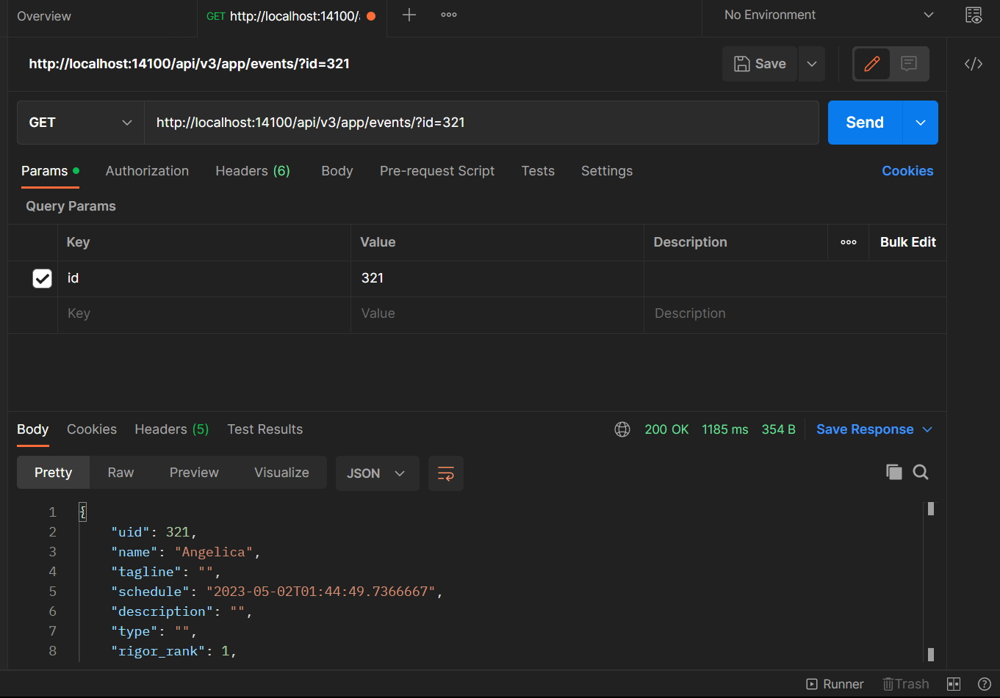 Overview
GET http://localhost:14100/
No Environment
http://localhost:14100/api/v3/app/events/?id=321
Save
GET
http://localhost:14100/api/v3/app/events/?id=321
Send
Params
Authorization
Headers (6)
Body
Pre-request Script
Tests
Settings
Cookies
Query Params
Key
Value
Description
Bulk Edit
id
321
Key
Value
Description
Body
Cookies
Headers (5)
Test Results
200 OK
1185 ms
354 B
Save Response
Pretty
Raw
Preview
Visualize
JSON
1 {
2 "uid": 321,
3 "name": "Angelica",
4 "tagline": "",
5 "schedule": "2023-05-02T01:44:49.7366667",
6 "description": "",
7 "type": "",
8 "rigor_rank": 1,
Runner
Trash